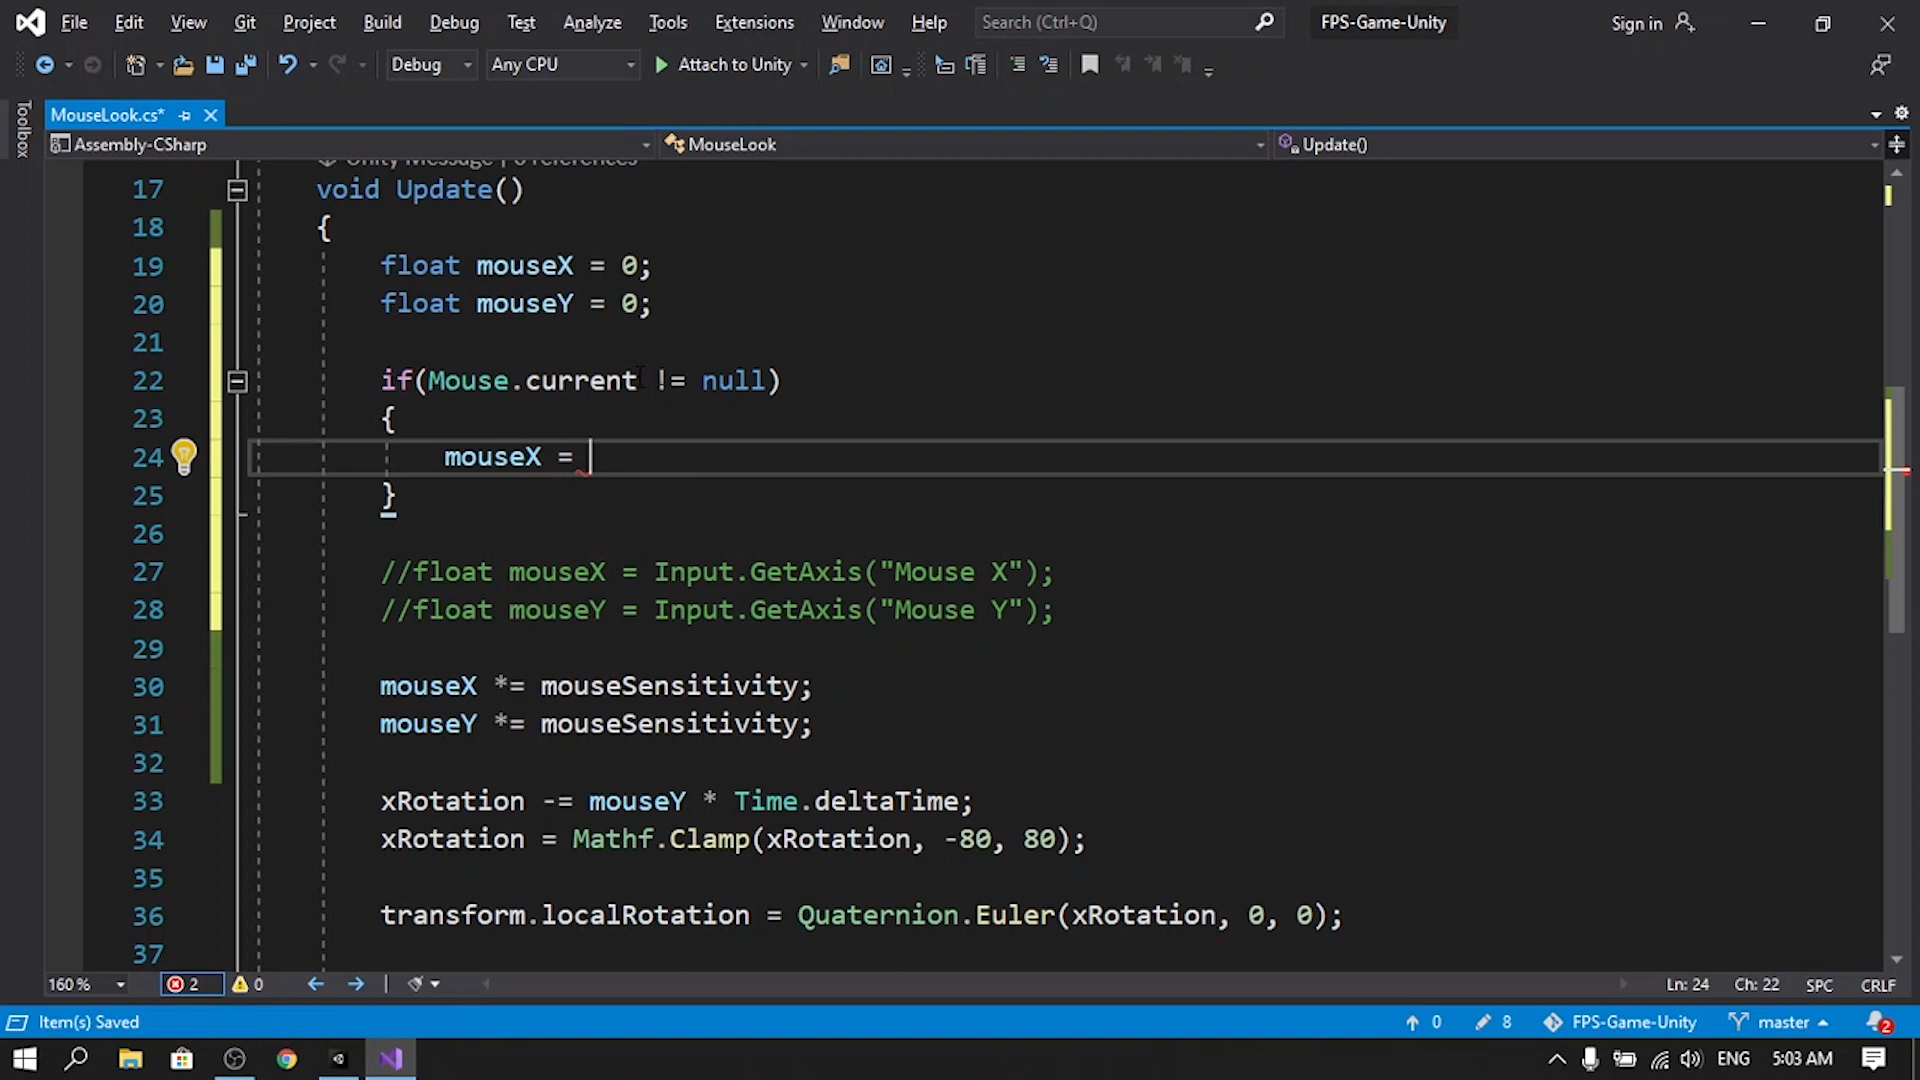 File Edit View Git Project Build Debug Test Analyze Tools Extensions Window Help Search (Ctrl+Q) FPS-Game-Unity Sign in
Debug Any CPU Attach to Unity
Toolbox
MouseLook.cs*
Assembly-CSharp MouseLook Update()
Unity Message | 0 references
17 void Update()
18 {
19 float mouseX = 0;
20 float mouseY = 0;
21
22 if(Mouse.current != null)
23 {
24 mouseX =
25 }
26
27 //float mouseX = Input.GetAxis("Mouse X");
28 //float mouseY = Input.GetAxis("Mouse Y");
29
30 mouseX *= mouseSensitivity;
31 mouseY *= mouseSensitivity;
32
33 xRotation -= mouseY * Time.deltaTime;
34 xRotation = Mathf.Clamp(xRotation, -80, 80);
35
36 transform.localRotation = Quaternion.Euler(xRotation, 0, 0);
37
160 % 2 0 Ln: 24 Ch: 22 SPC CRLF
Item(s) Saved 0 8 FPS-Game-Unity master 2
ENG 5:03 AM